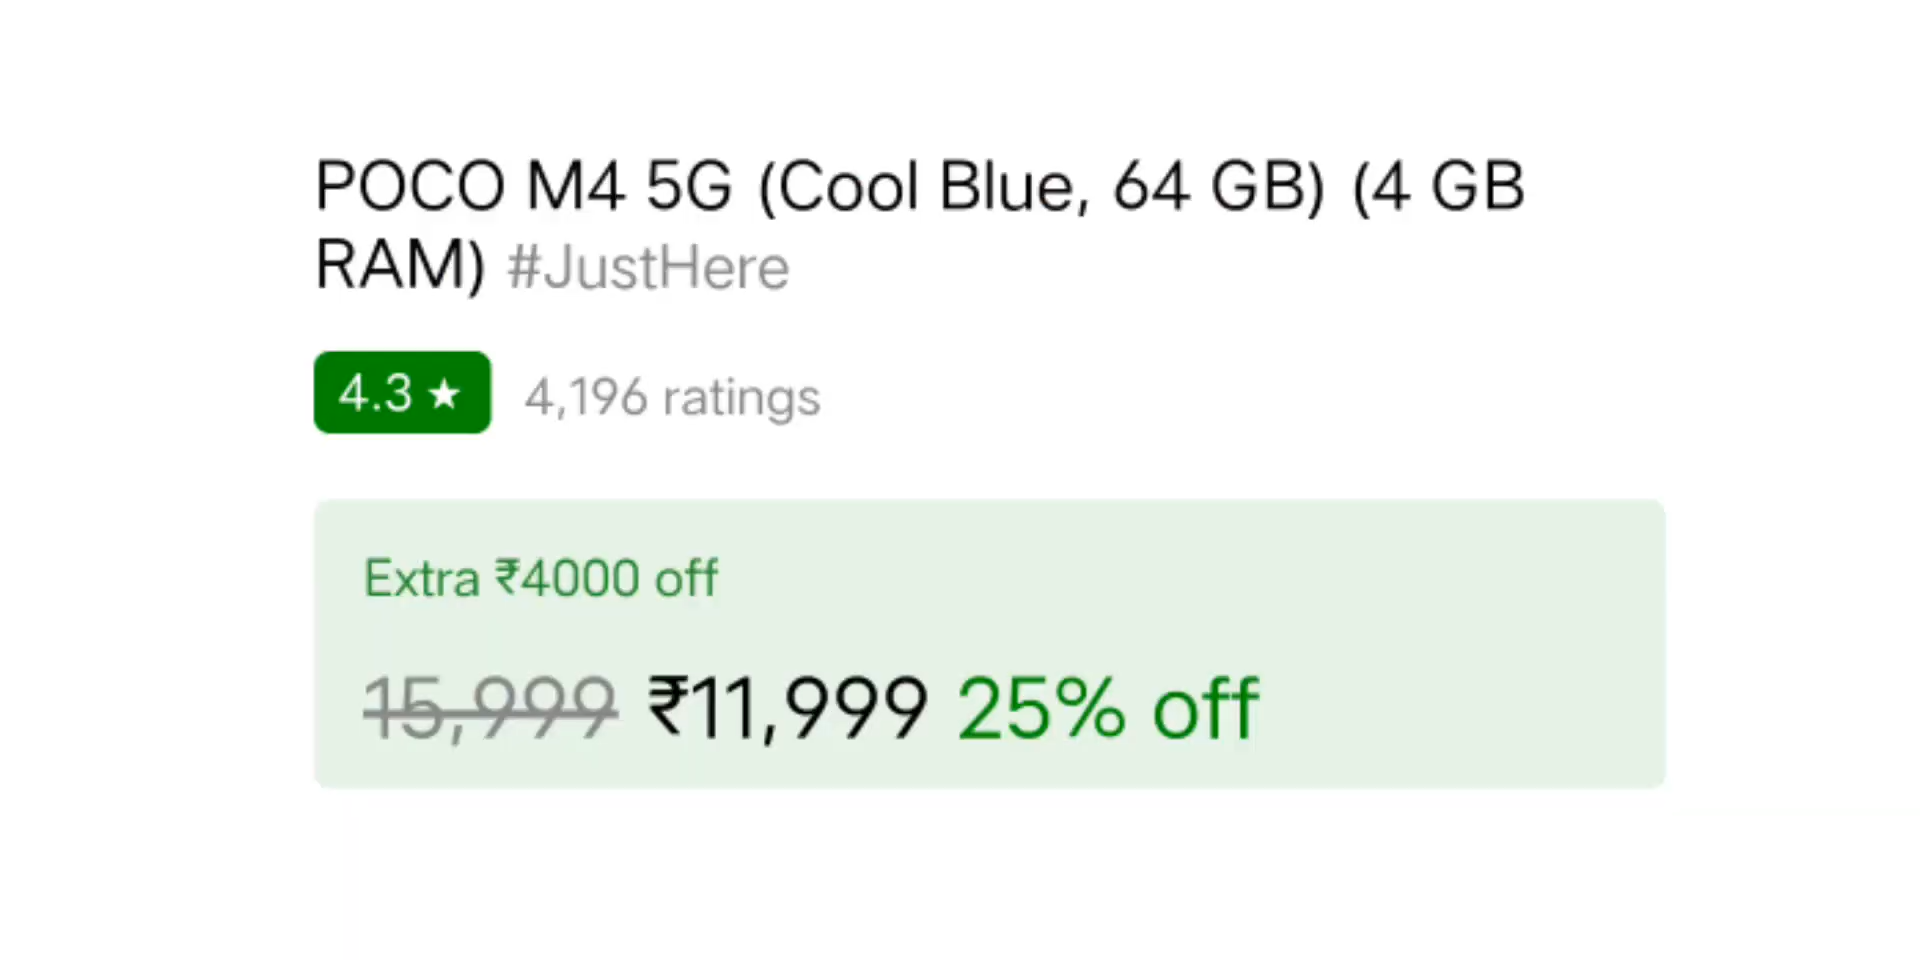 POCO M4 5G (Cool Blue, 64 GB) (4 GB
RAM) #JustHere
4.3 ★ 4,196 ratings
Extra ₹4000 off
15,999 ₹11,999 25% off